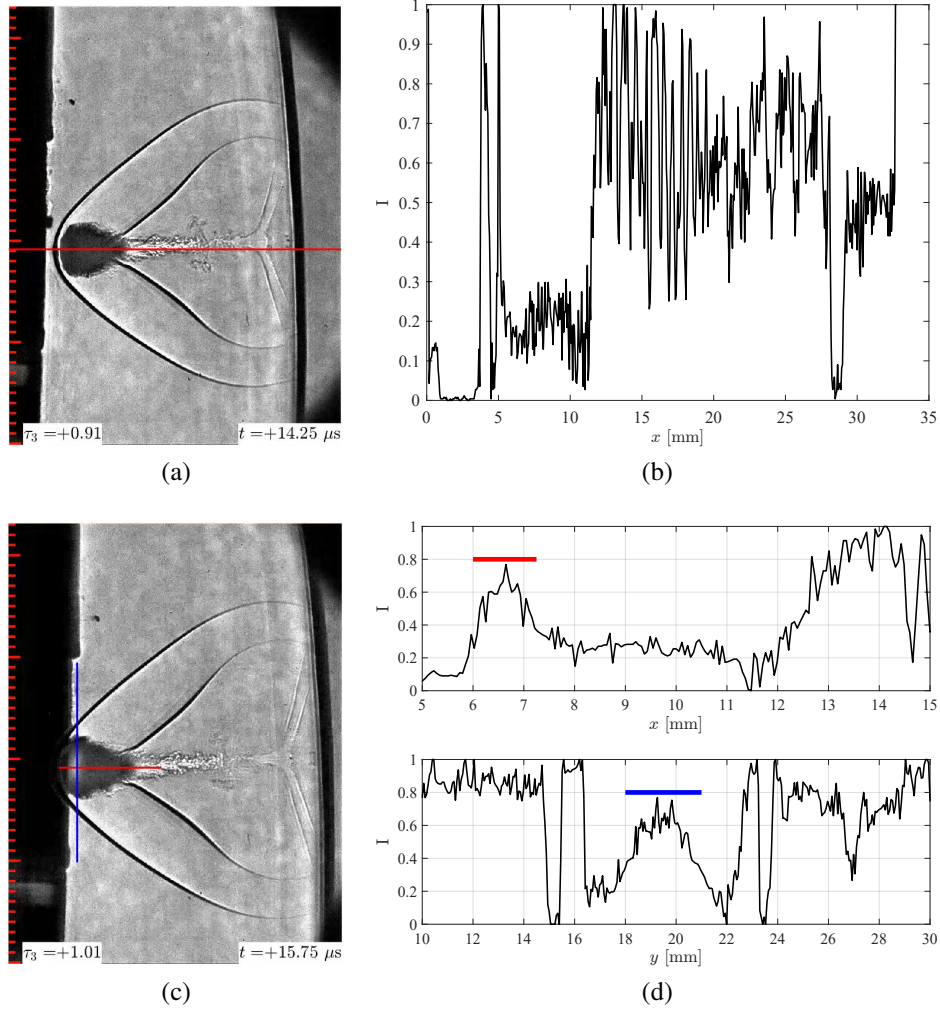 τ₃ =+0.91
t =+14.25 μs
(a)
1
0.9
0.8
0.7
0.6
0.5
0.4
0.3
0.2
0.1
0
I
0 5 10 15 20 25 30 35
x [mm]
(b)
τ₃ =+1.01
t =+15.75 μs
(c)
1
0.8
0.6
0.4
0.2
0
I
5 6 7 8 9 10 11 12 13 14 15
x [mm]
1
0.8
0.6
0.4
0.2
0
I
10 12 14 16 18 20 22 24 26 28 30
y [mm]
(d)